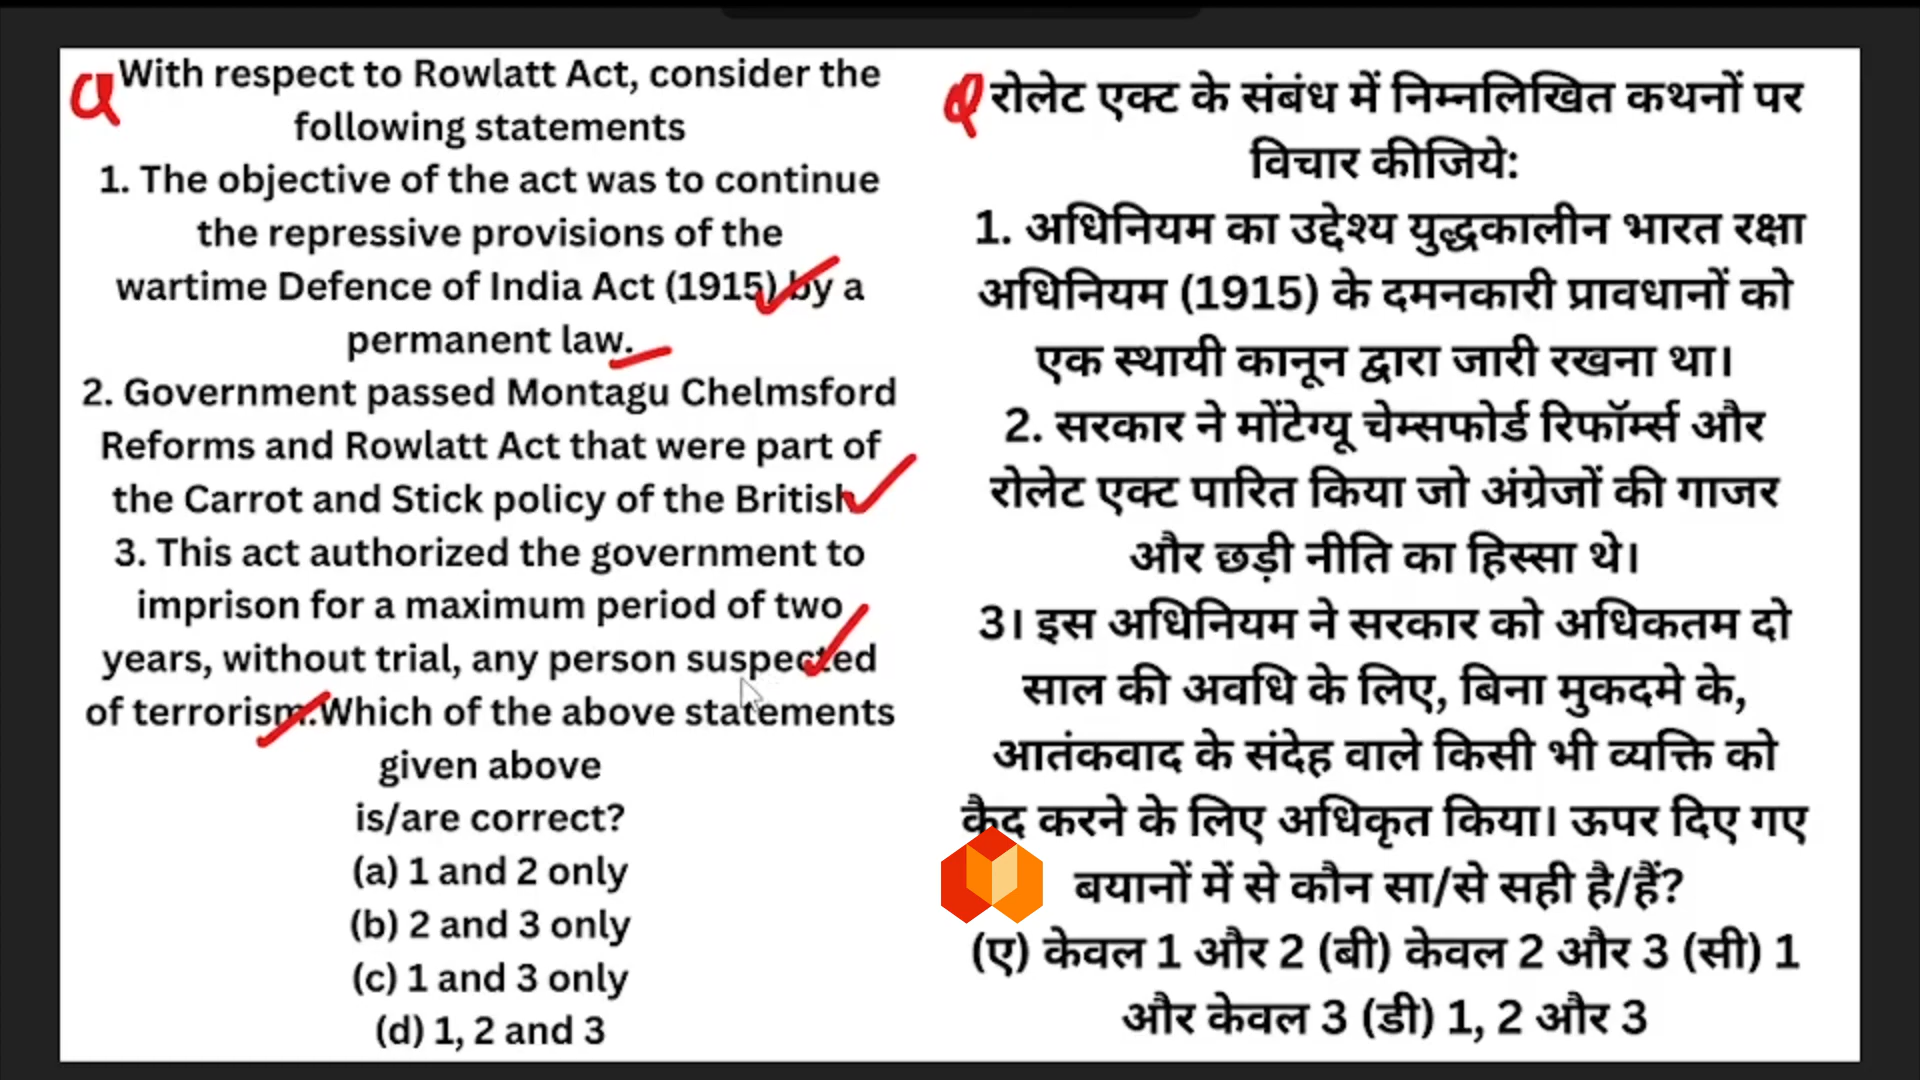 Q With respect to Rowlatt Act, consider the
following statements
1. The objective of the act was to continue
the repressive provisions of the
wartime Defence of India Act (1915) by a
permanent law.
2. Government passed Montagu Chelmsford
Reforms and Rowlatt Act that were part of
the Carrot and Stick policy of the British
3. This act authorized the government to
imprison for a maximum period of two
years, without trial, any person suspected
of terrorism.Which of the above statements
given above
is/are correct?
(a) 1 and 2 only
(b) 2 and 3 only
(c) 1 and 3 only
(d) 1, 2 and 3
Q रोलेट एक्ट के संबंध में निम्नलिखित कथनों पर
विचार कीजिये:
1. अधिनियम का उद्देश्य युद्धकालीन भारत रक्षा
अधिनियम (1915) के दमनकारी प्रावधानों को
एक स्थायी कानून द्वारा जारी रखना था।
2. सरकार ने मोंटेग्यू चेम्सफोर्ड रिफॉर्म्स और
रोलेट एक्ट पारित किया जो अंग्रेजों की गाजर
और छड़ी नीति का हिस्सा थे।
3। इस अधिनियम ने सरकार को अधिकतम दो
साल की अवधि के लिए, बिना मुकदमे के,
आतंकवाद के संदेह वाले किसी भी व्यक्ति को
कैद करने के लिए अधिकृत किया। ऊपर दिए गए
बयानों में से कौन सा/से सही है/हैं?
(ए) केवल 1 और 2 (बी) केवल 2 और 3 (सी) 1
और केवल 3 (डी) 1, 2 और 3